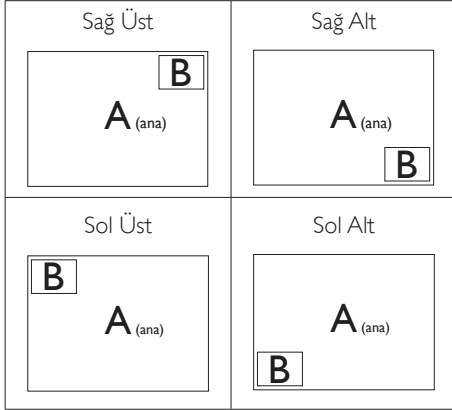 Sağ Üst
B
A (ana)
Sağ Alt
A (ana)
B
Sol Üst
B
A (ana)
Sol Alt
A (ana)
B